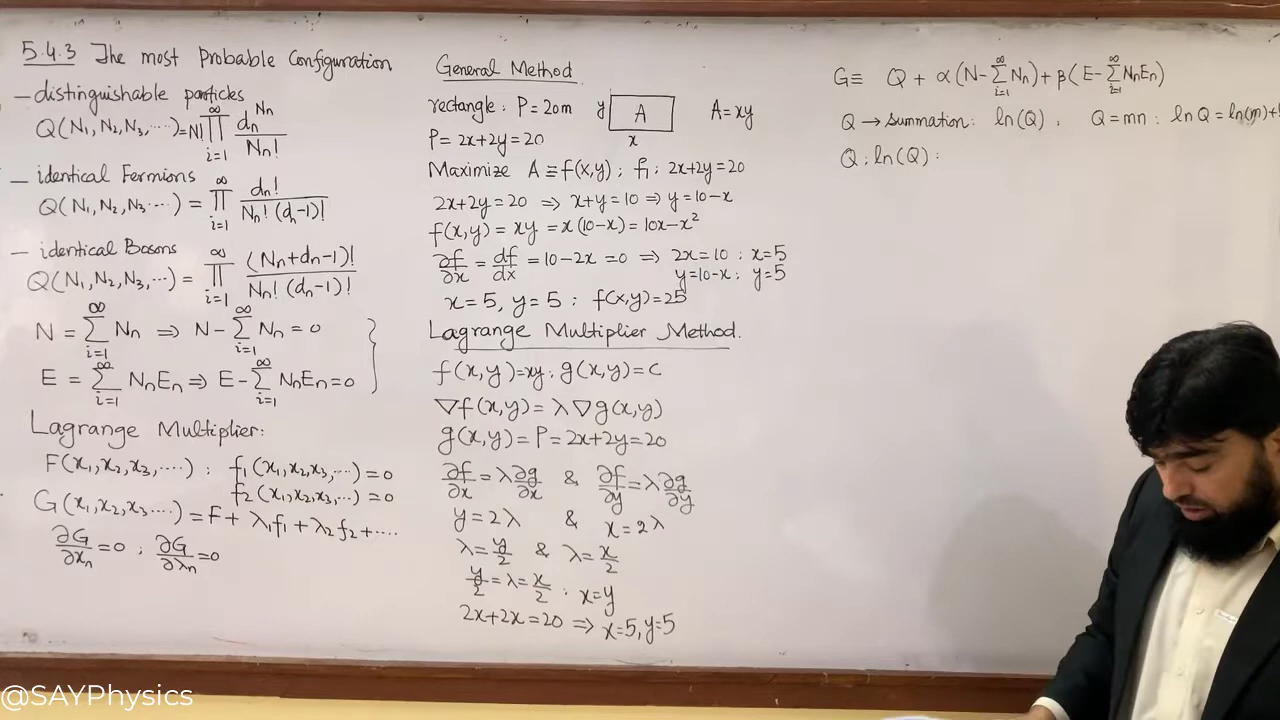 5.4.3 The most Probable Configuration
— distinguishable particles
Q(N₁, N₂, N₃, ....) = N! ∏_{i=1}^{∞} dₙ^{Nₙ} / Nₙ!
— identical Fermions
Q(N₁, N₂, N₃ ....) = ∏_{i=1}^{∞} dₙ! / Nₙ! (dₙ-1)!
— identical Bosons
Q(N₁, N₂, N₃, ...) = ∏_{i=1}^{∞} (Nₙ+dₙ-1)! / Nₙ! (dₙ-1)!
N = ∑_{i=1}^{∞} Nₙ ⇒ N - ∑_{i=1}^{∞} Nₙ = 0
E = ∑_{i=1}^{∞} NₙEₙ ⇒ E - ∑_{i=1}^{∞} NₙEₙ = 0 }
Lagrange Multiplier:
F(x₁, x₂, x₃, ....) : f₁(x₁, x₂, x₃, ....) = 0
f₂(x₁, x₂, x₃, ...) = 0
G(x₁, x₂, x₃ ....) = F + λ₁f₁ + λ₂f₂ + ....
∂G/∂xₙ = 0 ; ∂G/∂λₙ = 0
General Method
rectangle: P = 20m y A x A = xy
P = 2x+2y = 20
Maximize A ≡ f(x,y) ; f₁ ; 2x+2y = 20
2x+2y = 20 ⇒ x+y = 10 ⇒ y = 10-x
f(x,y) = xy = x(10-x) = 10x-x²
∂f/∂x = df/dx = 10-2x = 0 ⇒ 2x = 10 : x = 5
y = 10-x ; y = 5
x = 5, y = 5 ; f(x,y) = 25
Lagrange Multiplier Method.
f(x,y) = xy ; g(x,y) = c
∇f(x,y) = λ∇g(x,y)
g(x,y) = P = 2x+2y = 20
∂f/∂x = λ ∂g/∂x & ∂f/∂y = λ ∂g/∂y
y = 2λ & x = 2λ
λ = y/2 & λ = x/2
y/2 = λ = x/2 : x = y
2x+2x = 20 ⇒ x=5, y=5
G ≡ Q + α(N - ∑_{i=1}^{∞} Nₙ) + β(E - ∑_{i=1}^{∞} NₙEₙ)
Q → summation: ln(Q), Q = mn : ln Q = ln(m)+
Q ; ln(Q) :
@SAYPhysics